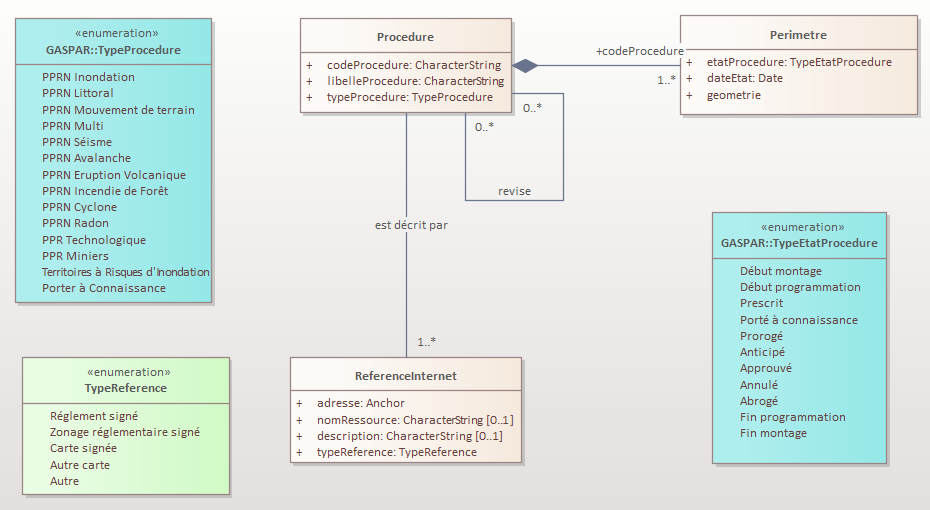 «enumeration»
GASPAR::TypeProcedure
PPRN Inondation
PPRN Littoral
PPRN Mouvement de terrain
PPRN Multi
PPRN Séisme
PPRN Avalanche
PPRN Eruption Volcanique
PPRN Incendie de Forêt
PPRN Cyclone
PPRN Radon
PPR Technologique
PPR Miniers
Territoires à Risques d'Inondation
Porter à Connaissance
Procedure
+ codeProcedure: CharacterString
+ libelleProcedure: CharacterString
+ typeProcedure: TypeProcedure
+codeProcedure
1..*
Perimetre
+ etatProcedure: TypeEtatProcedure
+ dateEtat: Date
+ geometrie
0..*
0..*
revise
est décrit par
1..*
«enumeration»
GASPAR::TypeEtatProcedure
Début montage
Début programmation
Prescrit
Porté à connaissance
Prorogé
Anticipé
Approuvé
Annulé
Abrogé
Fin programmation
Fin montage
«enumeration»
TypeReference
Réglement signé
Zonage réglementaire signé
Carte signée
Autre carte
Autre
ReferenceInternet
+ adresse: Anchor
+ nomRessource: CharacterString [0..1]
+ description: CharacterString [0..1]
+ typeReference: TypeReference